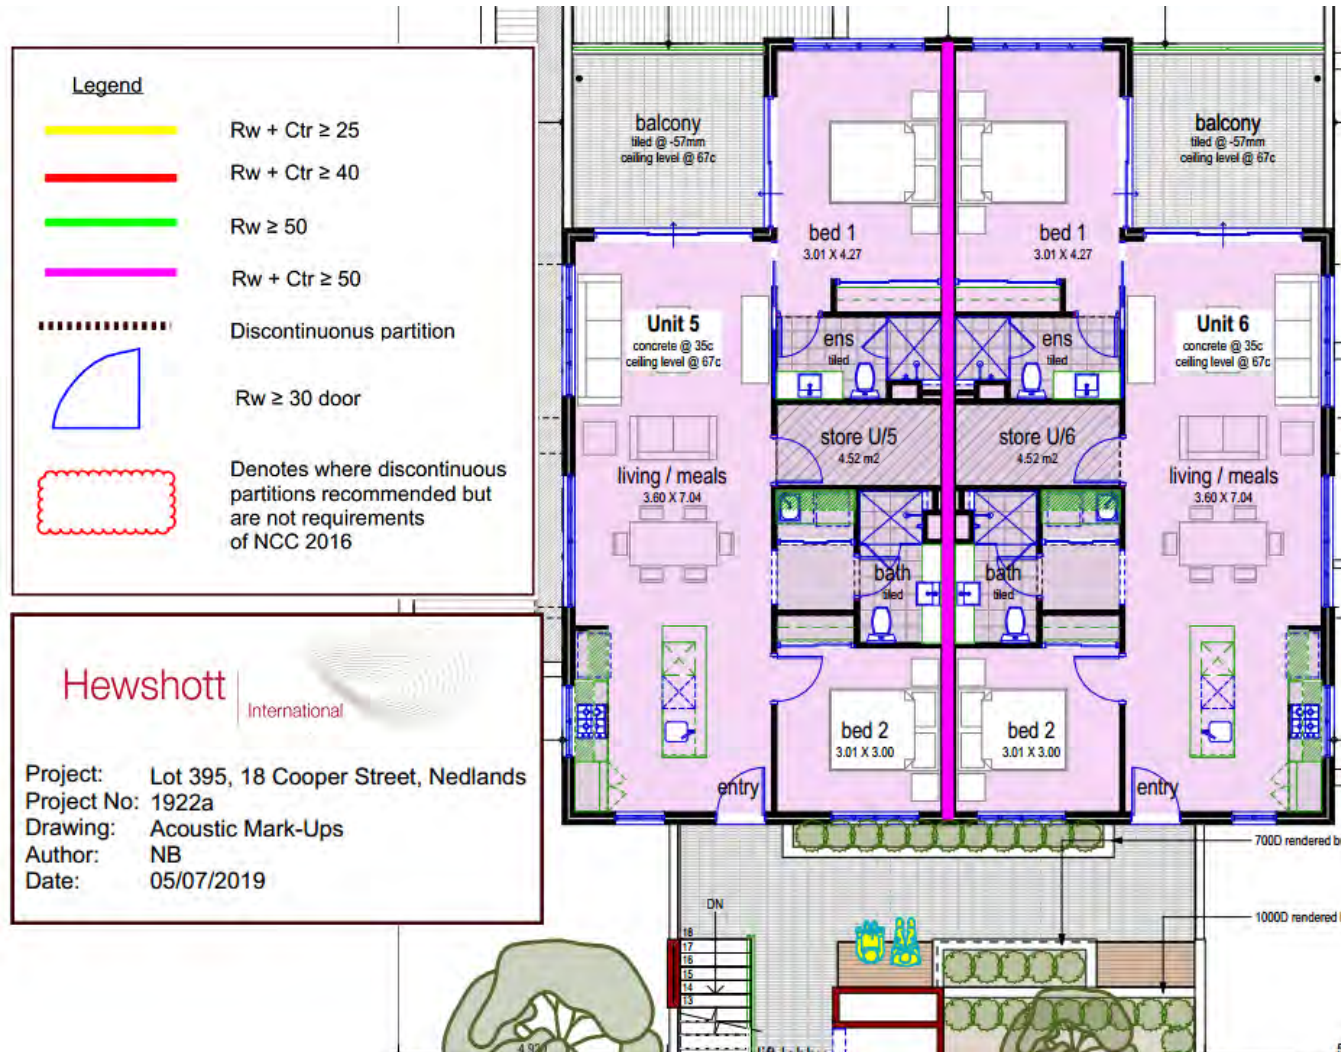 Legend
Rw + Ctr ≥ 25
Rw + Ctr ≥ 40
Rw ≥ 50
Rw + Ctr ≥ 50
Discontinuonus partition
Rw ≥ 30 door
Denotes where discontinuous
partitions recommended but
are not requirements
of NCC 2016
Hewshott
International
Project: Lot 395, 18 Cooper Street, Nedlands
Project No: 1922a
Drawing: Acoustic Mark-Ups
Author: NB
Date: 05/07/2019
balcony
tiled @ -57mm
ceiling level @ 67c
balcony
tiled @ -57mm
ceiling level @ 67c
bed 1
3.01 X 4.27
bed 1
3.01 X 4.27
Unit 5
concrete @ 35c
ceiling level @ 67c
ens
tiled
ens
tiled
Unit 6
concrete @ 35c
ceiling level @ 67c
store U/5
4.52 m2
store U/6
4.52 m2
living / meals
3.60 X 7.04
living / meals
3.60 X 7.04
bath
tiled
bath
tiled
bed 2
3.01 X 3.00
bed 2
3.01 X 3.00
entry
entry
700D rendered
1000D rendered
DN
18
17
16
15
14
13